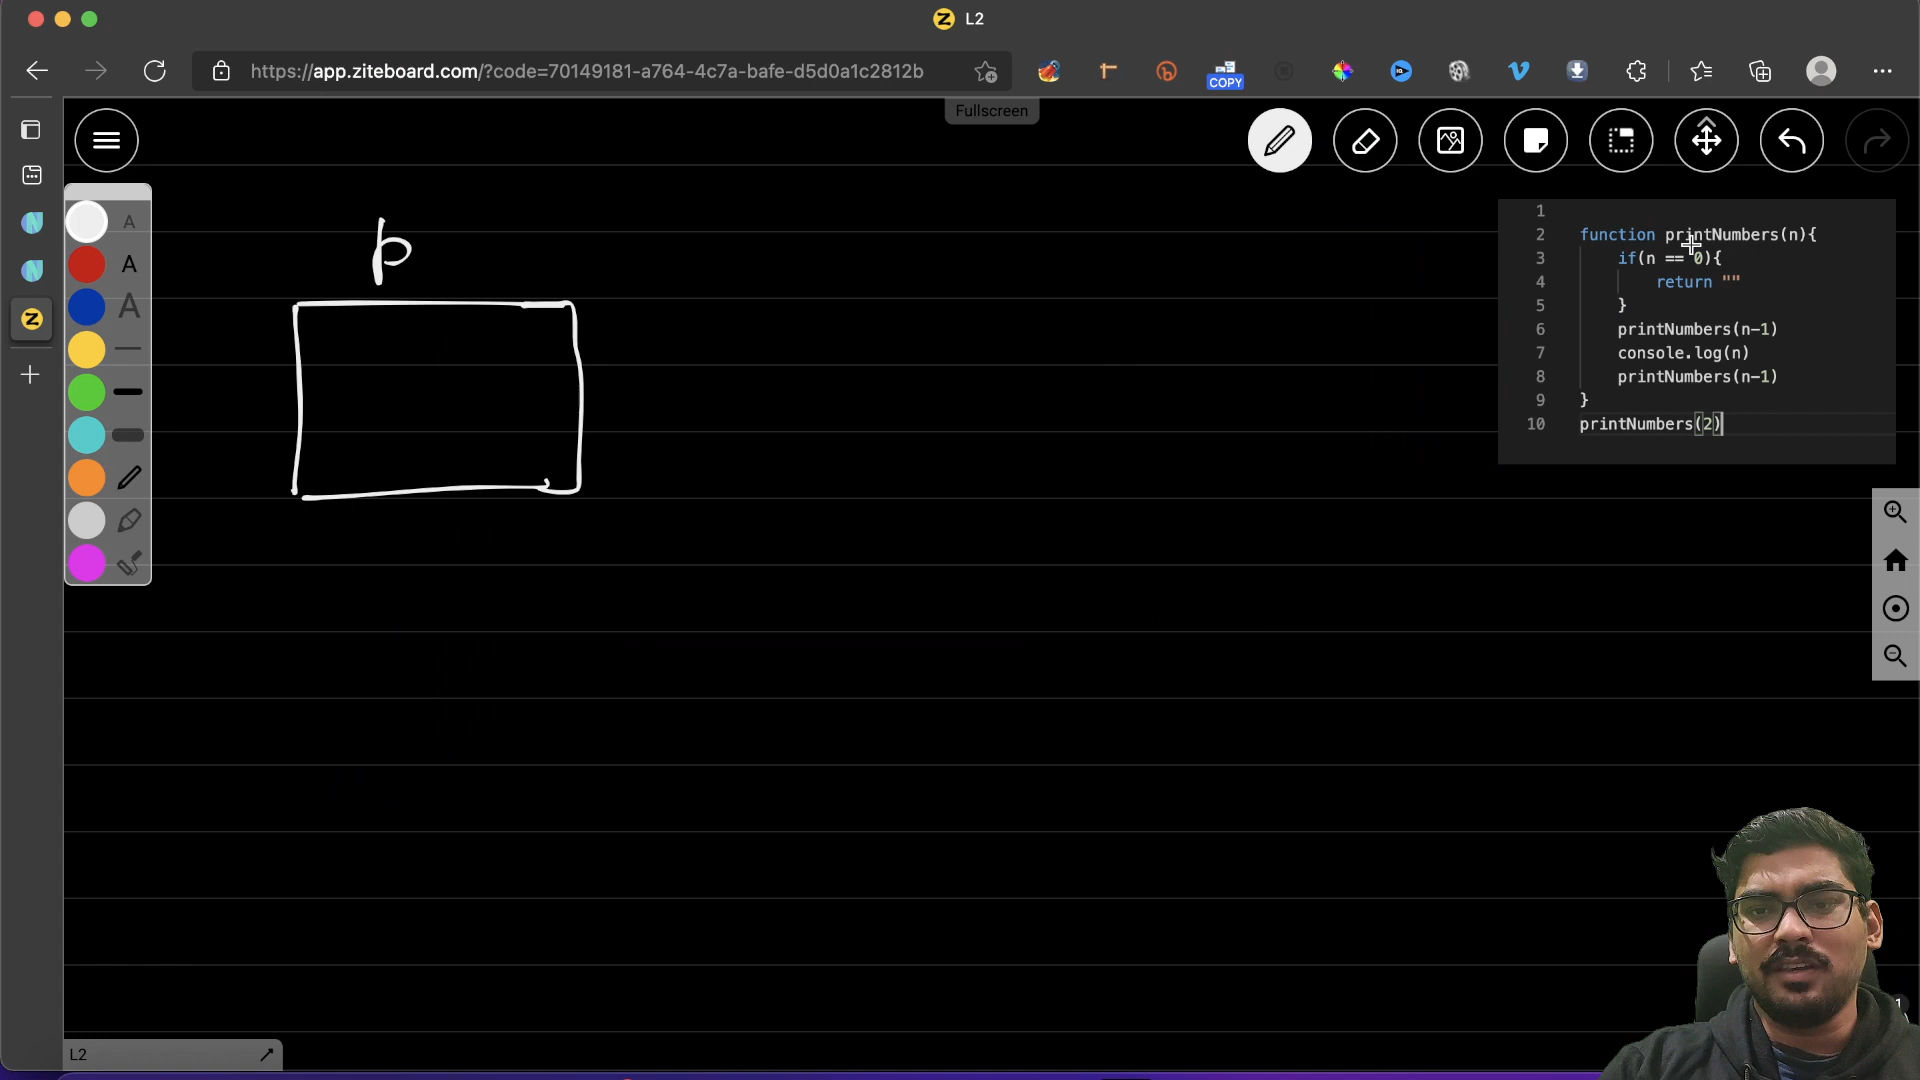 L2
https://app.ziteboard.com/?code=70149181-a764-4c7a-bafe-d5d0a1c2812b
COPY
Fullscreen
A
A
A
p
1
2 function printNumbers(n){
3 if(n == 0){
4 return ""
5 }
6 printNumbers(n-1)
7 console.log(n)
8 printNumbers(n-1)
9 }
10 printNumbers(2)
1
L2